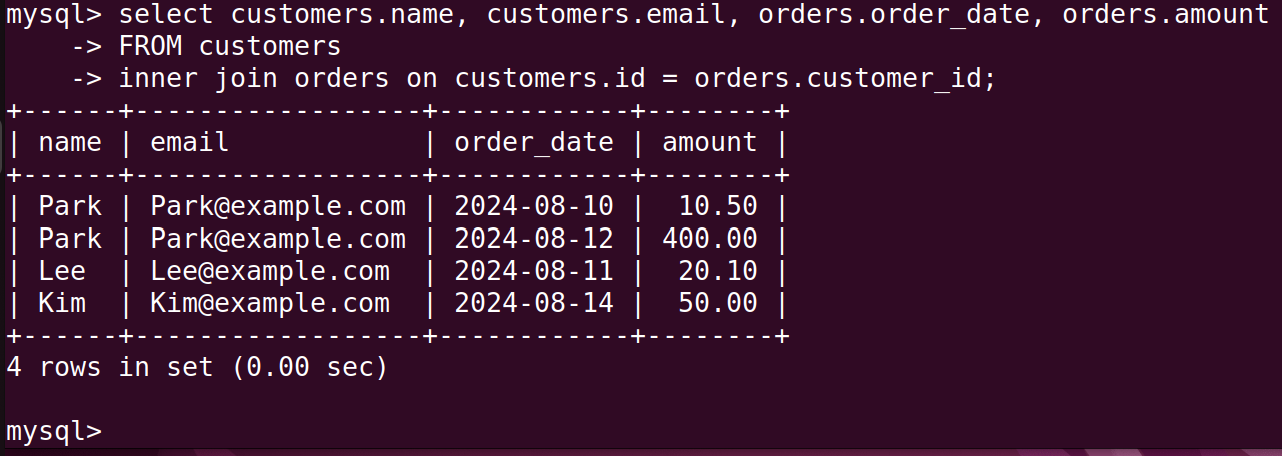 mysql> select customers.name, customers.email, orders.order_date, orders.amount
    -> FROM customers
    -> inner join orders on customers.id = orders.customer_id;
+------+------------------+------------+--------+
| name | email            | order_date | amount |
+------+------------------+------------+--------+
| Park | Park@example.com | 2024-08-10 |  10.50 |
| Park | Park@example.com | 2024-08-12 | 400.00 |
| Lee  | Lee@example.com  | 2024-08-11 |  20.10 |
| Kim  | Kim@example.com  | 2024-08-14 |  50.00 |
+------+------------------+------------+--------+
4 rows in set (0.00 sec)

mysql>